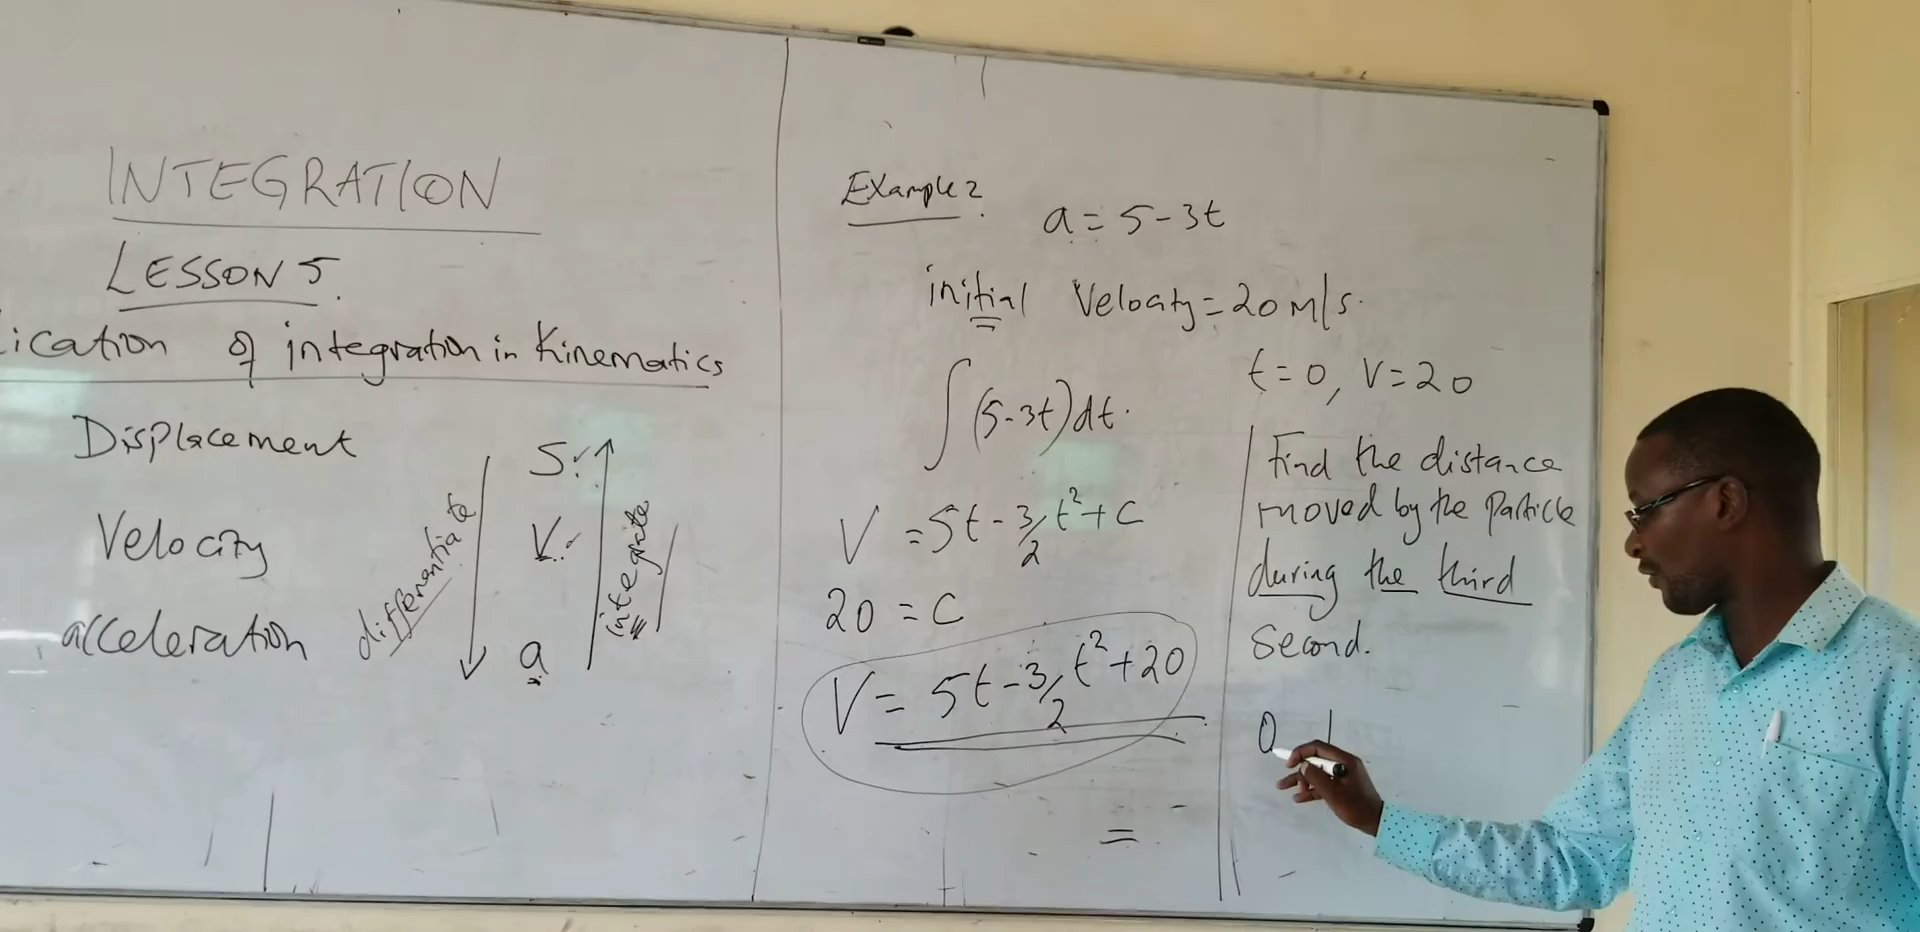 INTEGRATION
LESSON 5.
ication of integration in Kinematics
Displacement
Velocity
acceleration
differentiate
S
V
a
integrate
Example 2.
a = 5 - 3t
initial Velocity = 20 m/s.
∫(5-3t)dt.
V = 5t - 3/2 t² + C
20 = C
V = 5t - 3/2 t² + 20
=
t = 0, V = 20
Find the distance
moved by the particle
during the third
second.
0 1